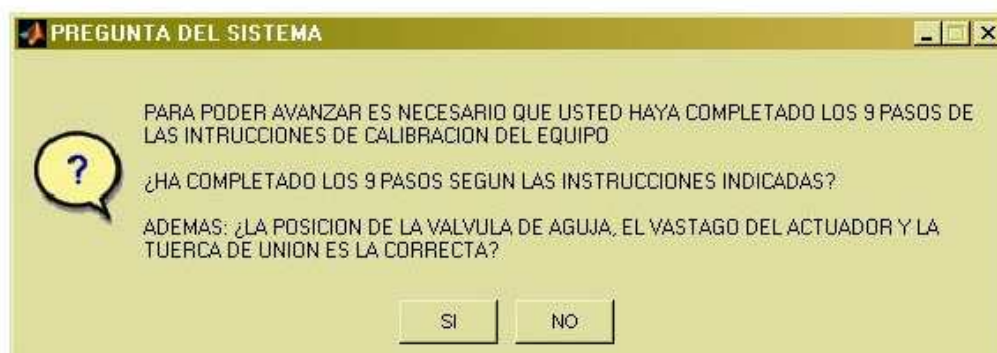 PREGUNTA DEL SISTEMA
PARA PODER AVANZAR ES NECESARIO QUE USTED HAYA COMPLETADO LOS 9 PASOS DE
LAS INTRUCCIONES DE CALIBRACION DEL EQUIPO
¿HA COMPLETADO LOS 9 PASOS SEGUN LAS INSTRUCCIONES INDICADAS?
ADEMAS: ¿LA POSICION DE LA VALVULA DE AGUJA, EL VASTAGO DEL ACTUADOR Y LA
TUERCA DE UNION ES LA CORRECTA?
SI
NO